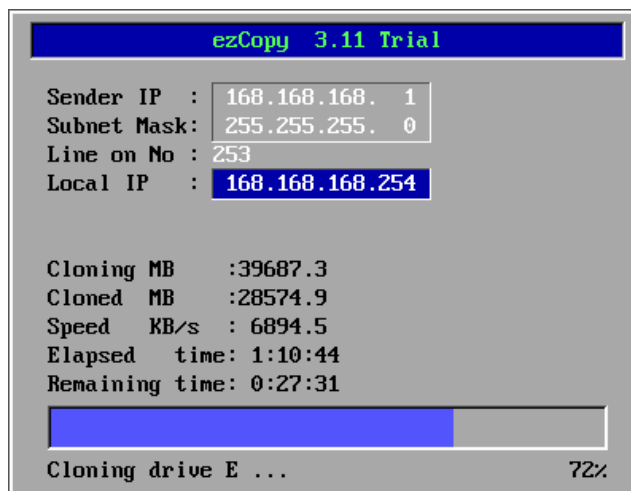 ezCopy 3.11 Trial
Sender IP : 168.168.168. 1
Subnet Mask: 255.255.255. 0
Line on No : 253
Local IP : 168.168.168.254
Cloning MB :39687.3
Cloned MB :28574.9
Speed KB/s : 6894.5
Elapsed time: 1:10:44
Remaining time: 0:27:31
Cloning drive E ... 72%